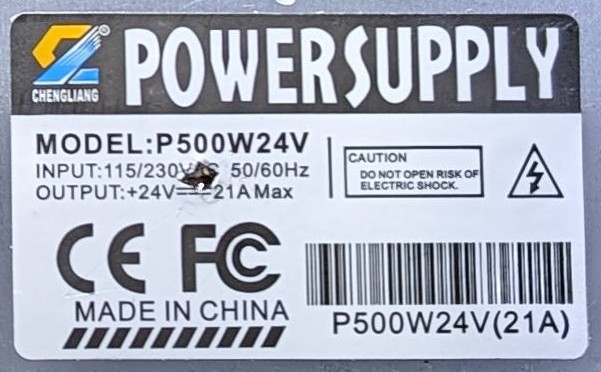 CHENGLIANG
POWERSUPPLY
MODEL:P500W24V
INPUT:115/230V 50/60Hz
OUTPUT:+24V⎓21A Max
CAUTION
DO NOT OPEN RISK OF
ELECTRIC SHOCK.
CE FC
MADE IN CHINA
P500W24V(21A)